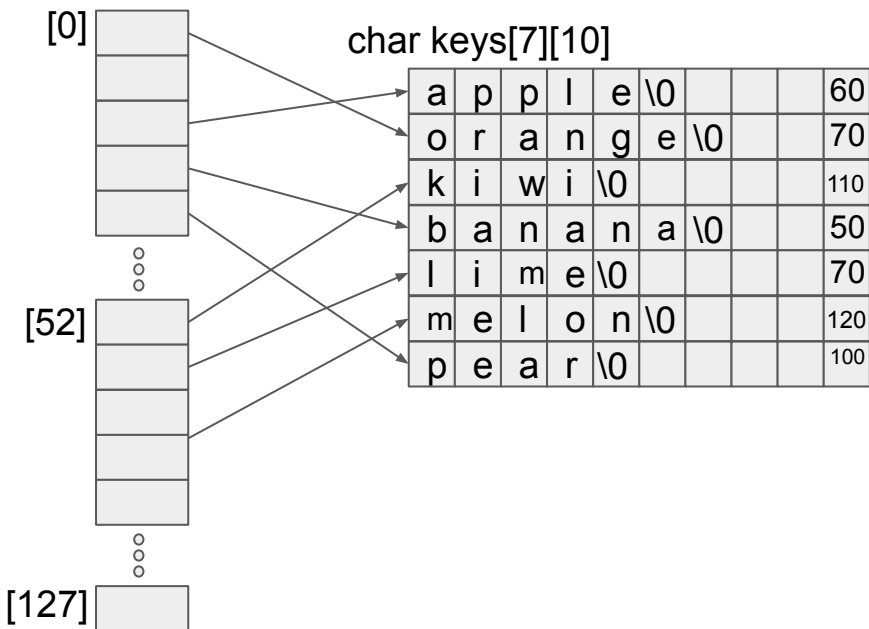 [0]
char keys[7][10]
a p p l e \0 60
o r a n g e \0 70
k i w i \0 110
b a n a n a \0 50
l i m e \0 70
m e l o n \0 120
p e a r \0 100
[52]
[127]